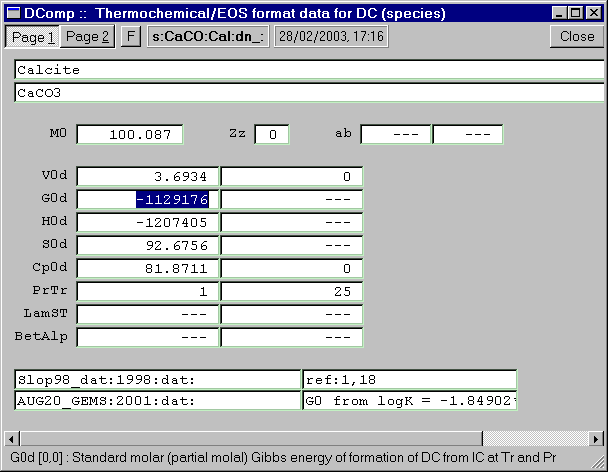 DComp :: Thermochemical/EOS format data for DC (species)
Page 1 Page 2 F s:CaCO:Cal:dn_: 28/02/2003, 17:16 Close
Calcite
CaCO3
M0 100.087 Zz 0 ab --- ---
V0d 3.6934 0
G0d -1129176 ---
H0d -1207405 ---
S0d 92.6756 ---
Cp0d 81.8711 0
PrTr 1 25
LamST --- ---
BetAlp --- ---
Slop98_dat:1998:dat: ref:1,18
AUG20_GEMS:2001:dat: G0 from logK = -1.84902
G0d [0,0] : Standard molar (partial molal) Gibbs energy of formation of DC from IC at Tr and Pr